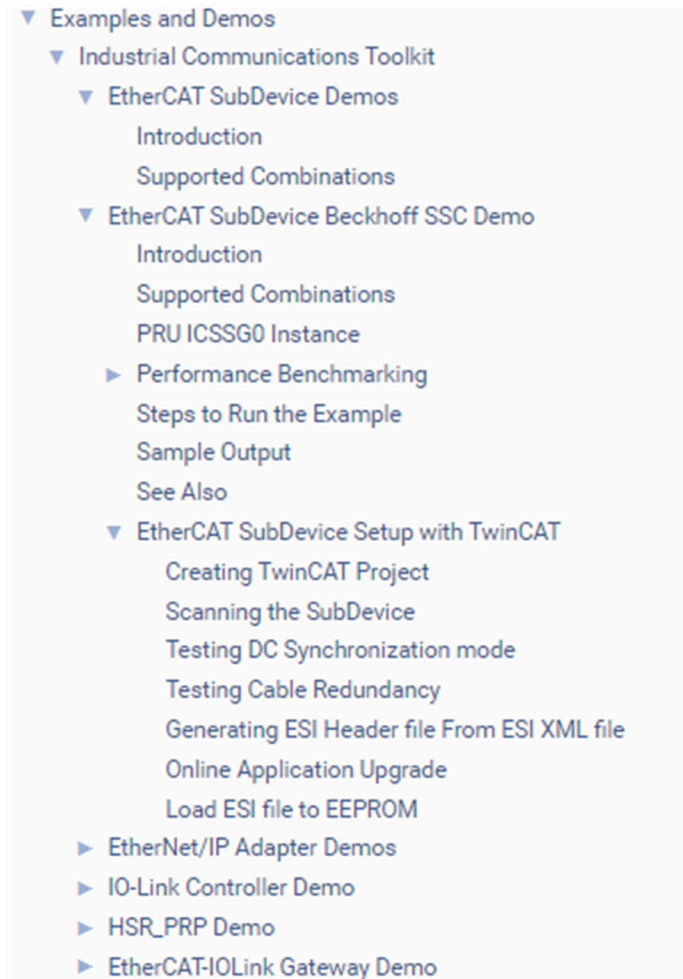 Examples and Demos
Industrial Communications Toolkit
EtherCAT SubDevice Demos
Introduction
Supported Combinations
EtherCAT SubDevice Beckhoff SSC Demo
Introduction
Supported Combinations
PRU ICSSG0 Instance
Performance Benchmarking
Steps to Run the Example
Sample Output
See Also
EtherCAT SubDevice Setup with TwinCAT
Creating TwinCAT Project
Scanning the SubDevice
Testing DC Synchronization mode
Testing Cable Redundancy
Generating ESI Header file From ESI XML file
Online Application Upgrade
Load ESI file to EEPROM
EtherNet/IP Adapter Demos
IO-Link Controller Demo
HSR_PRP Demo
EtherCAT-IOLink Gateway Demo